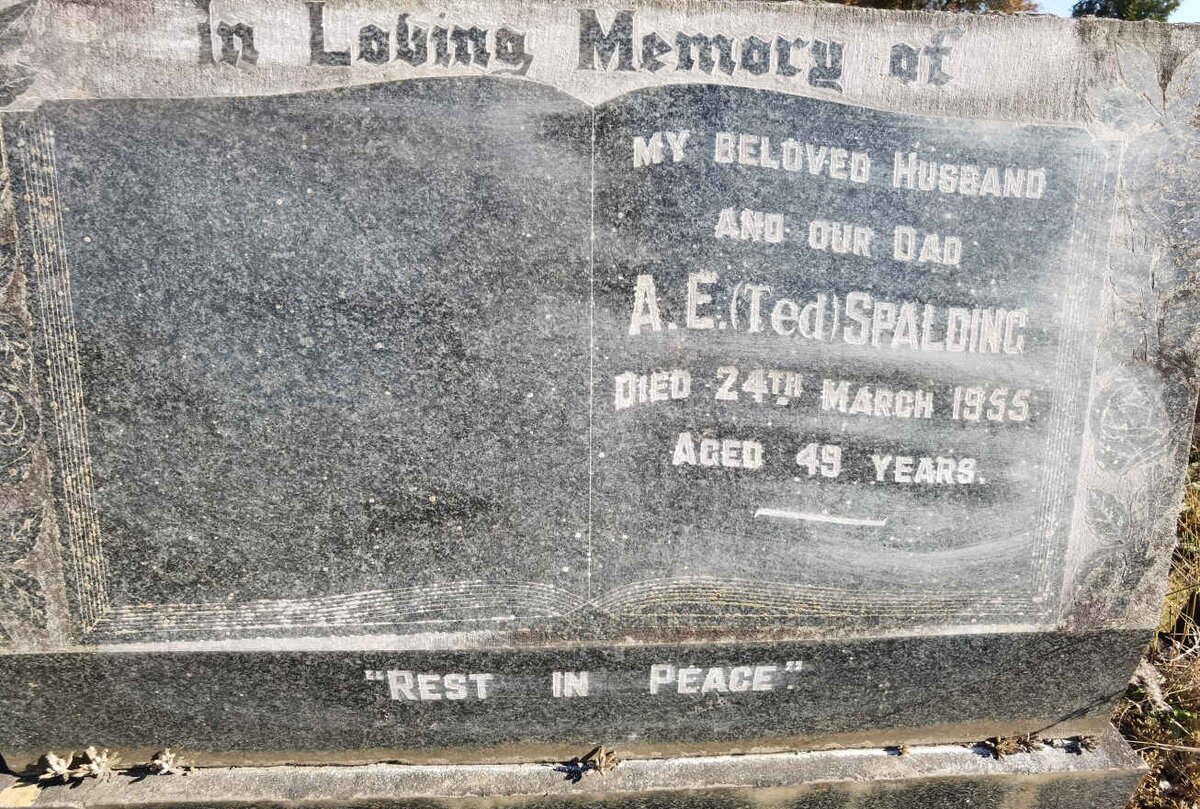 In Loving Memory of
My Beloved Husband
and our Dad
A.E. (Ted) Spalding
Died 24th March 1955
Aged 49 years.
"Rest in Peace"